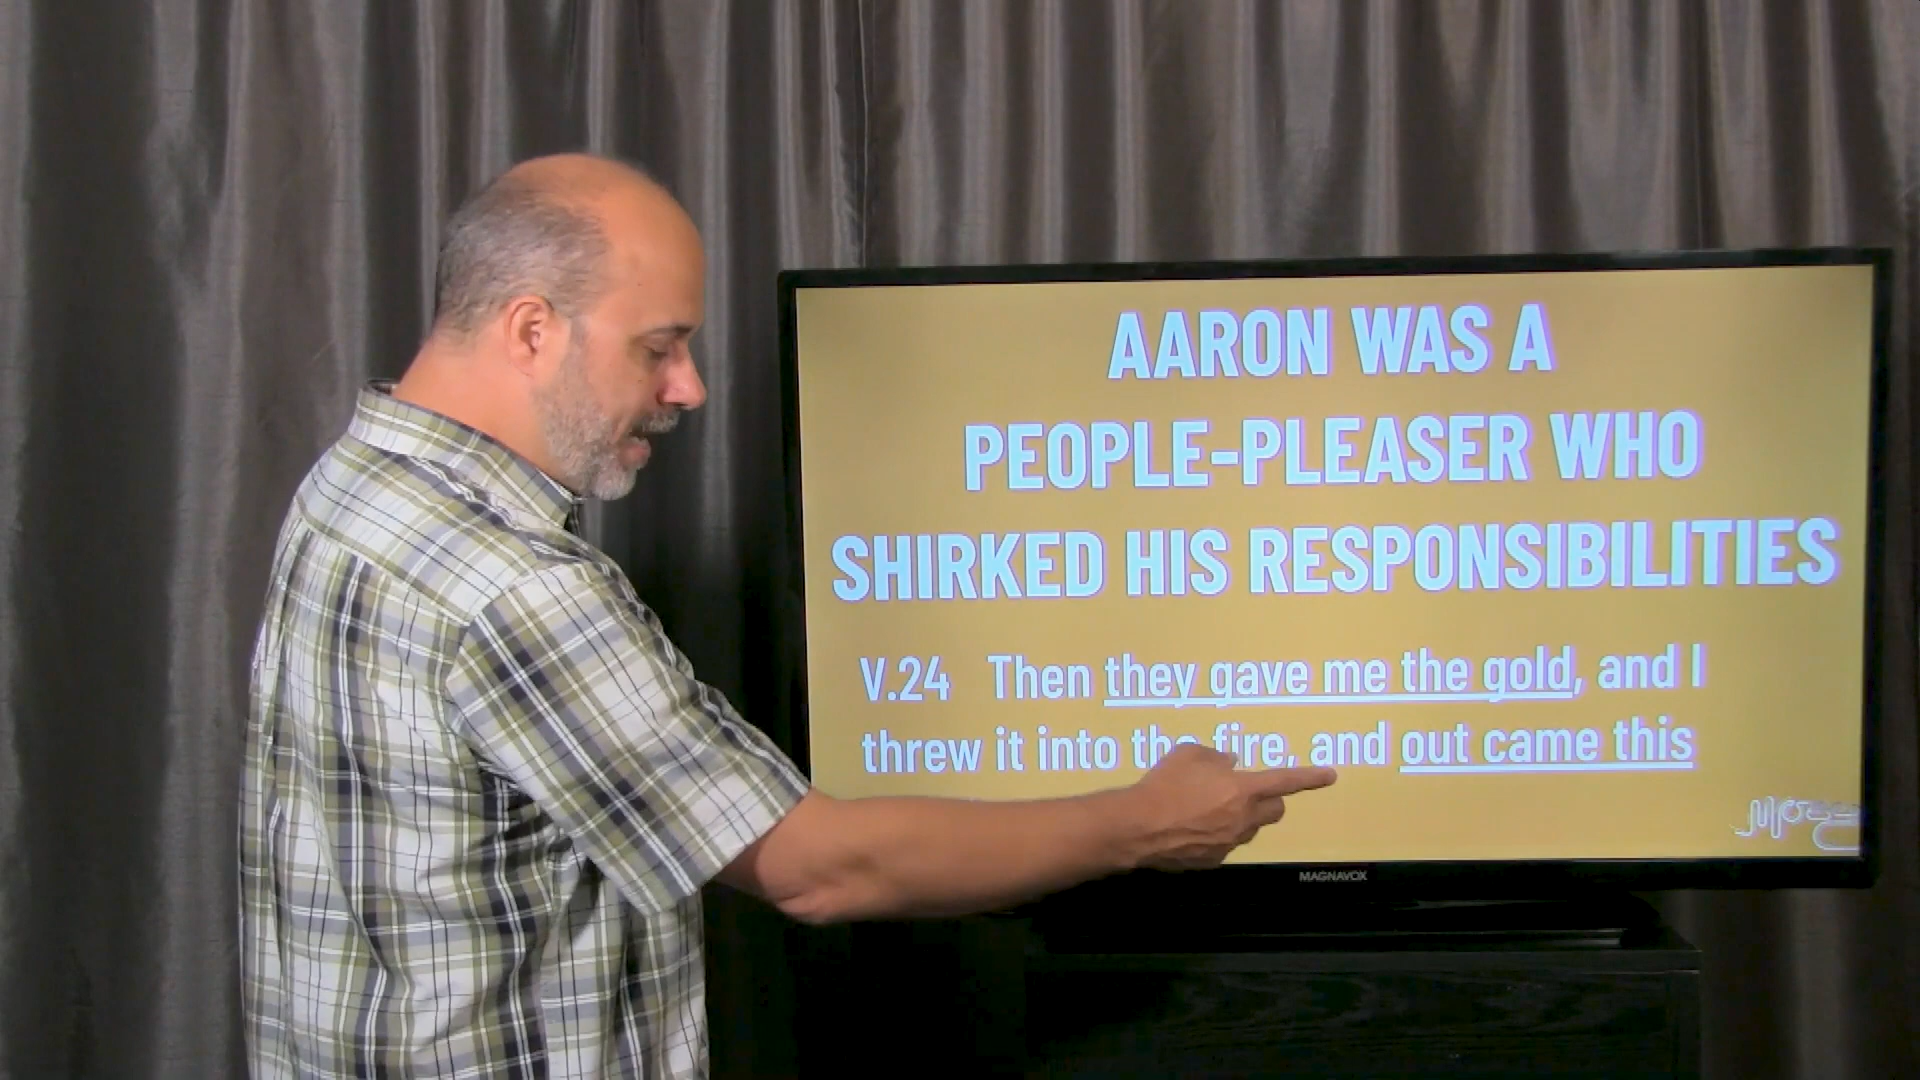 AARON WAS A
PEOPLE-PLEASER WHO
SHIRKED HIS RESPONSIBILITIES
V.24 Then they gave me the gold, and I
threw it into the fire, and out came this
MAGNAVOX